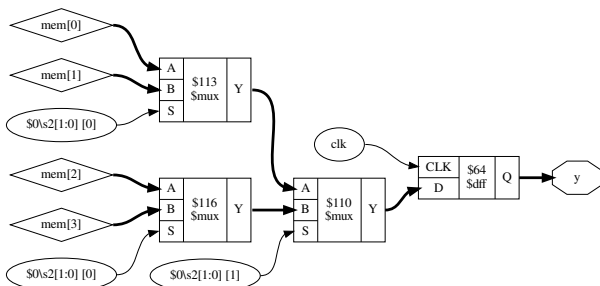 mem[0]
mem[1]
$0\s2[1:0] [0]
A
B
S
$113
$mux
Y
mem[2]
mem[3]
$0\s2[1:0] [0]
A
B
S
$116
$mux
Y
$0\s2[1:0] [1]
A
B
S
$110
$mux
Y
clk
CLK
D
$64
$dff
Q
y